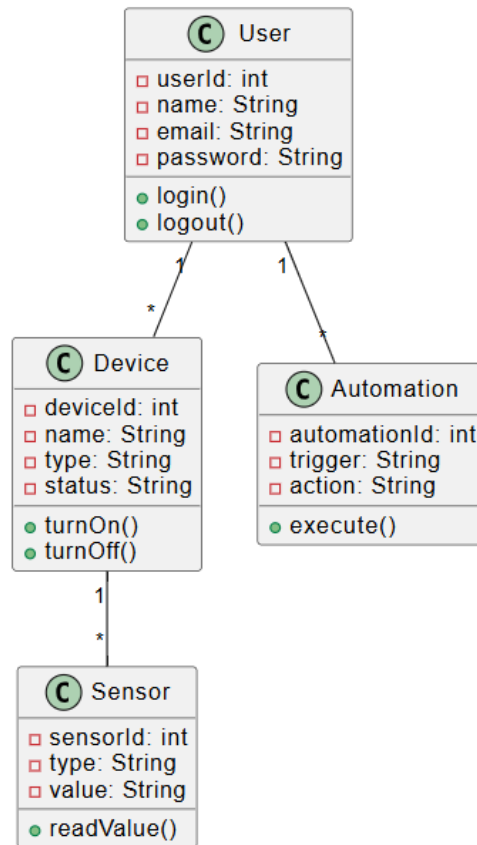 C User
userId: int
name: String
email: String
password: String
login()
logout()
1
1
*
*
C Device
deviceId: int
name: String
type: String
status: String
turnOn()
turnOff()
C Automation
automationId: int
trigger: String
action: String
execute()
1
*
C Sensor
sensorId: int
type: String
value: String
readValue()